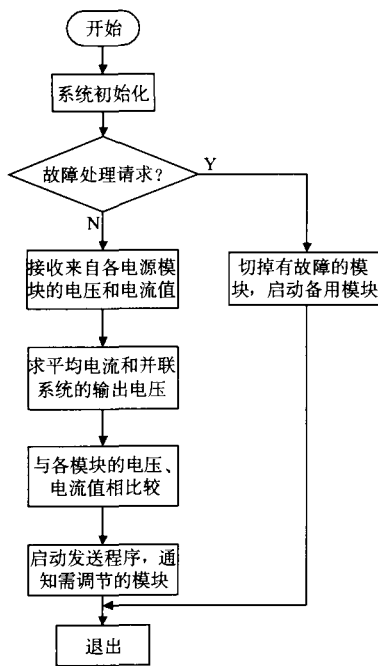 开始
系统初始化
故障处理请求?
Y
N
接收来自各电源模
块的电压和电流值
切掉有故障的模
块,启动备用模块
求平均电流和并联
系统的输出电压
与各模块的电压、
电流值相比较
启动发送程序,通
知需调节的模块
退出